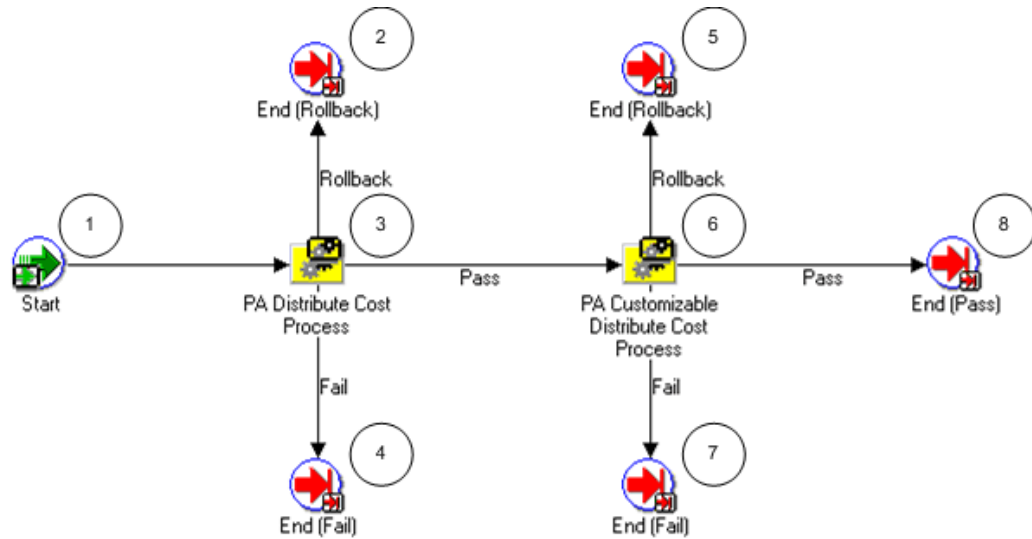 2
5
End (Rollback)
End (Rollback)
Rollback
Rollback
1
3
6
8
Start
Pass
Pass
PA Distribute Cost
Process
PA Customizable
Distribute Cost
Process
End (Pass)
Fail
Fail
4
7
End (Fail)
End (Fail)